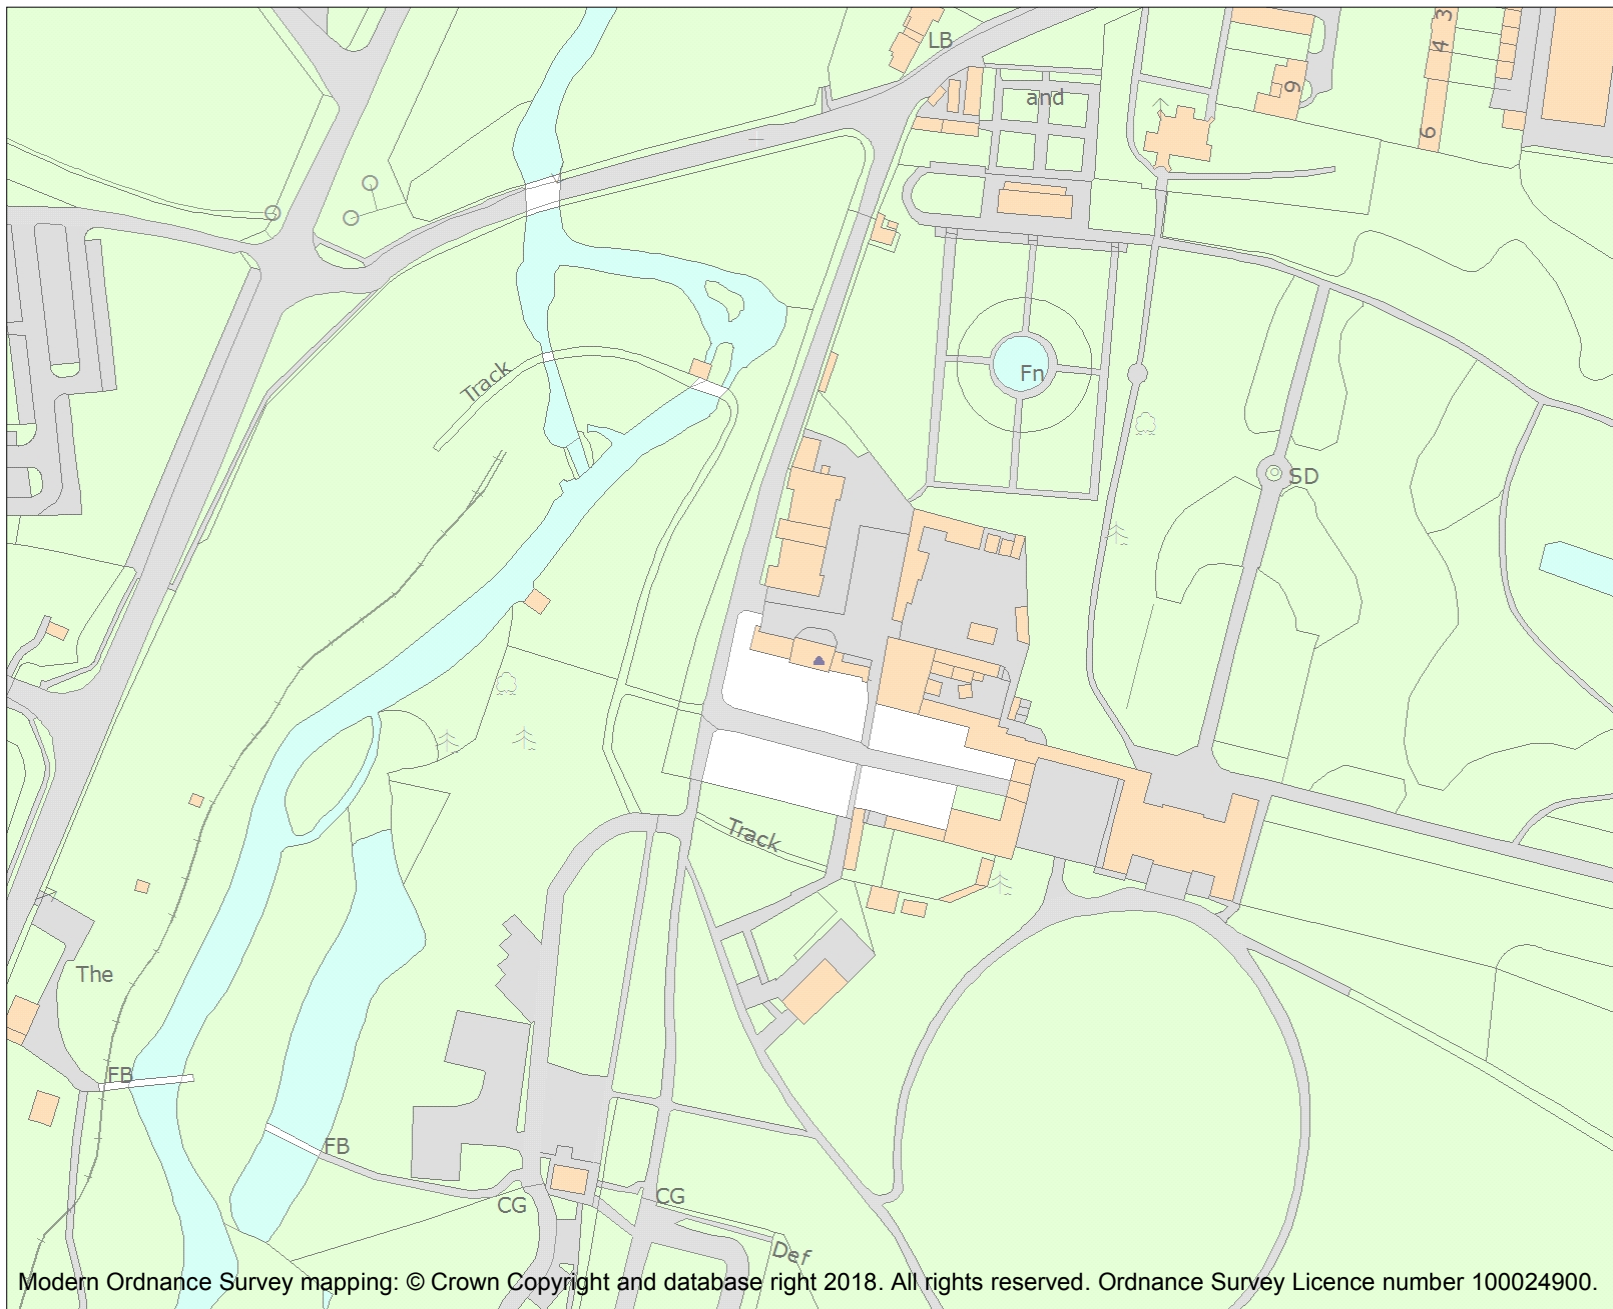 3
LB
4
and
9
6
Track
Fn
SD
Track
The
FB
FB
CG
CG
Def
Modern Ordnance Survey mapping: © Crown Copyright and database right 2018. All rights reserved. Ordnance Survey Licence number 100024900.